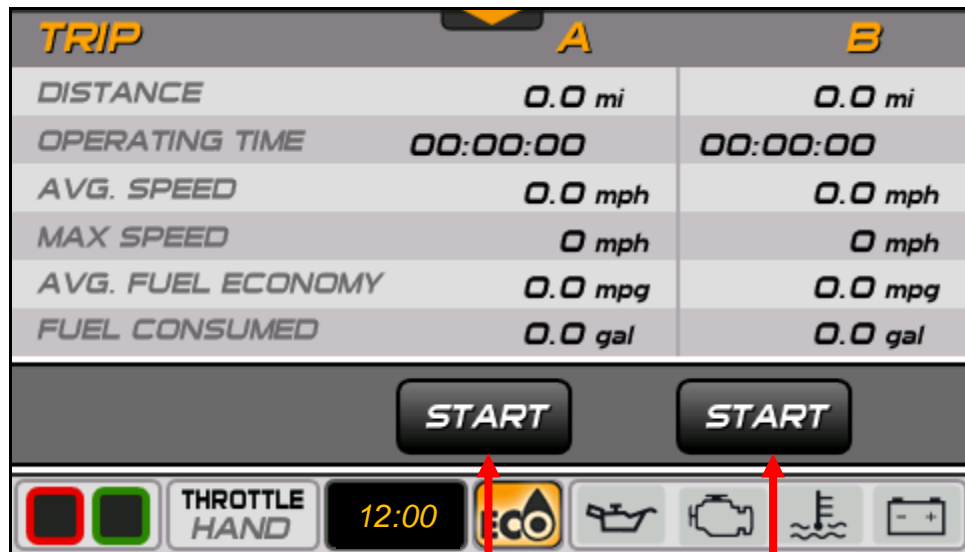 TRIP A B
DISTANCE 0.0 mi 0.0 mi
OPERATING TIME 00:00:00 00:00:00
AVG. SPEED 0.0 mph 0.0 mph
MAX SPEED 0 mph 0 mph
AVG. FUEL ECONOMY 0.0 mpg 0.0 mpg
FUEL CONSUMED 0.0 gal 0.0 gal
START START
THROTTLE
HAND 12:00 ECO - +